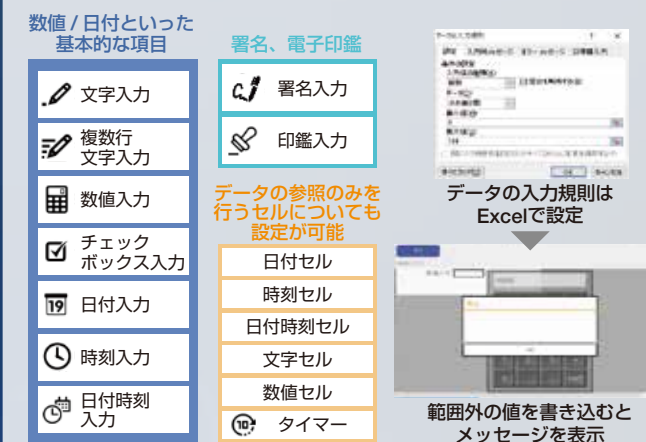 数値 / 日付といった
基本的な項目
文字入力
複数行
文字入力
数値入力
チェック
ボックス入力
19
日付入力
時刻入力
日付時刻
入力
署名、電子印鑑
署名入力
印鑑入力
データの参照のみを
行うセルについても
設定が可能
日付セル
時刻セル
日付時刻セル
文字セル
数値セル
10
タイマー
データの入力規則は
Excelで設定
範囲外の値を書き込むと
メッセージを表示